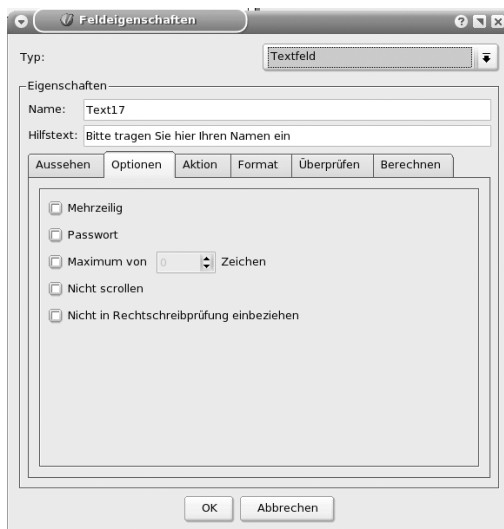 Feldeigenschaften
Typ: Textfeld
Eigenschaften
Name: Text17
Hilfstext: Bitte tragen Sie hier Ihren Namen ein
Aussehen Optionen Aktion Format Überprüfen Berechnen
Mehrzeilig
Passwort
Maximum von 0 Zeichen
Nicht scrollen
Nicht in Rechtschreibprüfung einbeziehen
OK Abbrechen